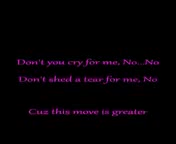 Don't you cry for me, No...No
Don't shed a tear for me, No
Cuz this move is greater